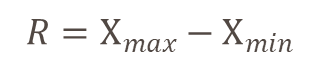 R = X_max − X_min